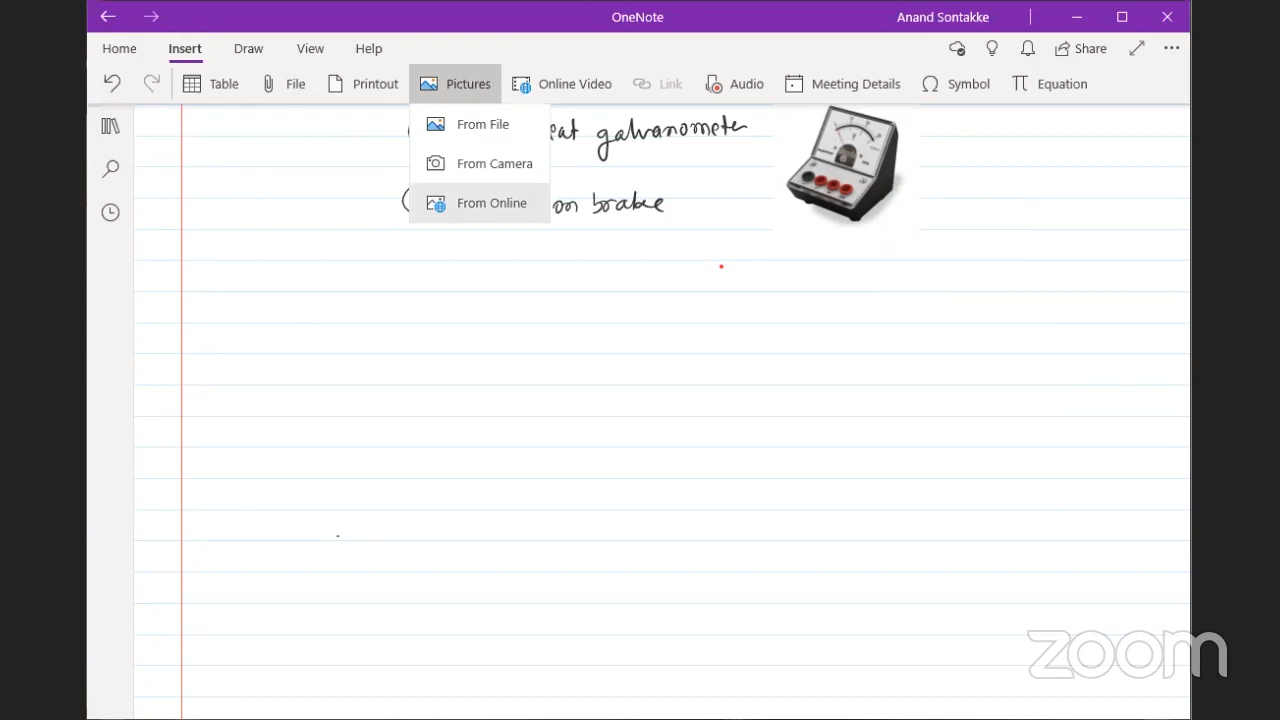 OneNote
Anand Sontakke
Home Insert Draw View Help
Share
Table File Printout Pictures Online Video Link Audio Meeting Details Symbol Equation
From File
From Camera
From Online
eat galvanometer
on brake
zoom